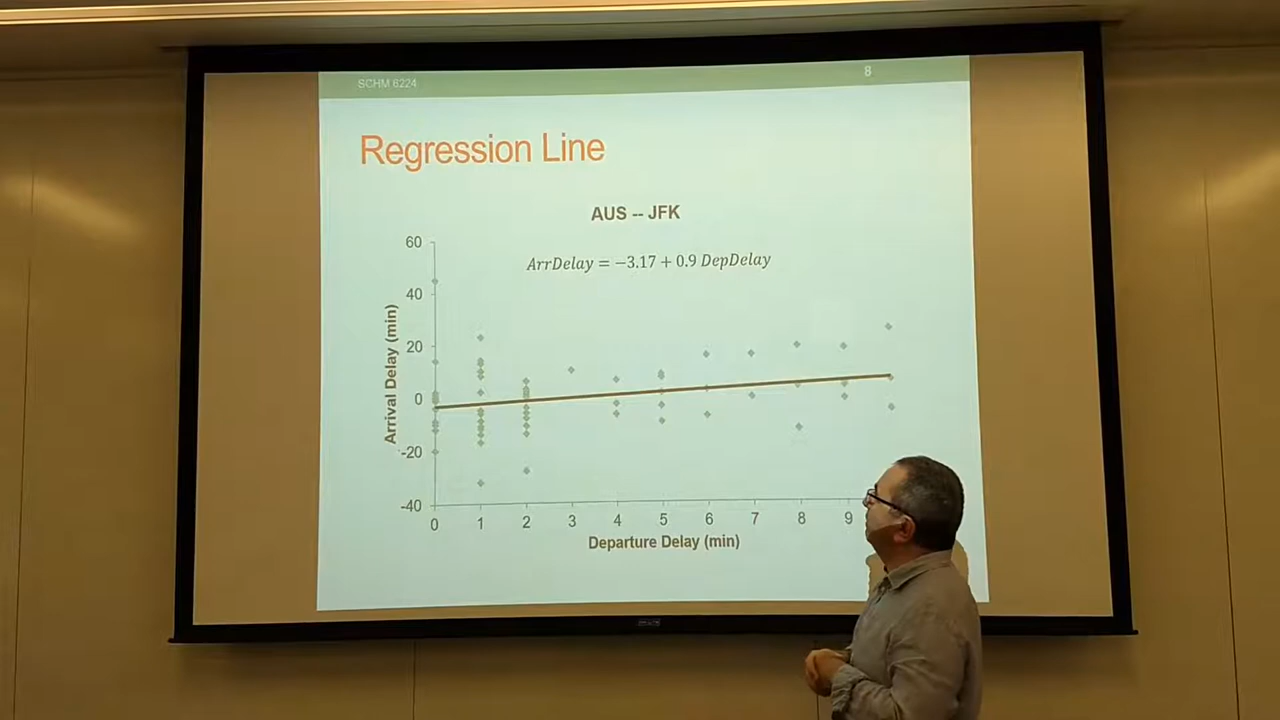 SCHM 6224
8
Regression Line
AUS -- JFK
ArrDelay = −3.17 + 0.9 DepDelay
60
40
20
0
-20
-40
Arrival Delay (min)
0 1 2 3 4 5 6 7 8 9
Departure Delay (min)